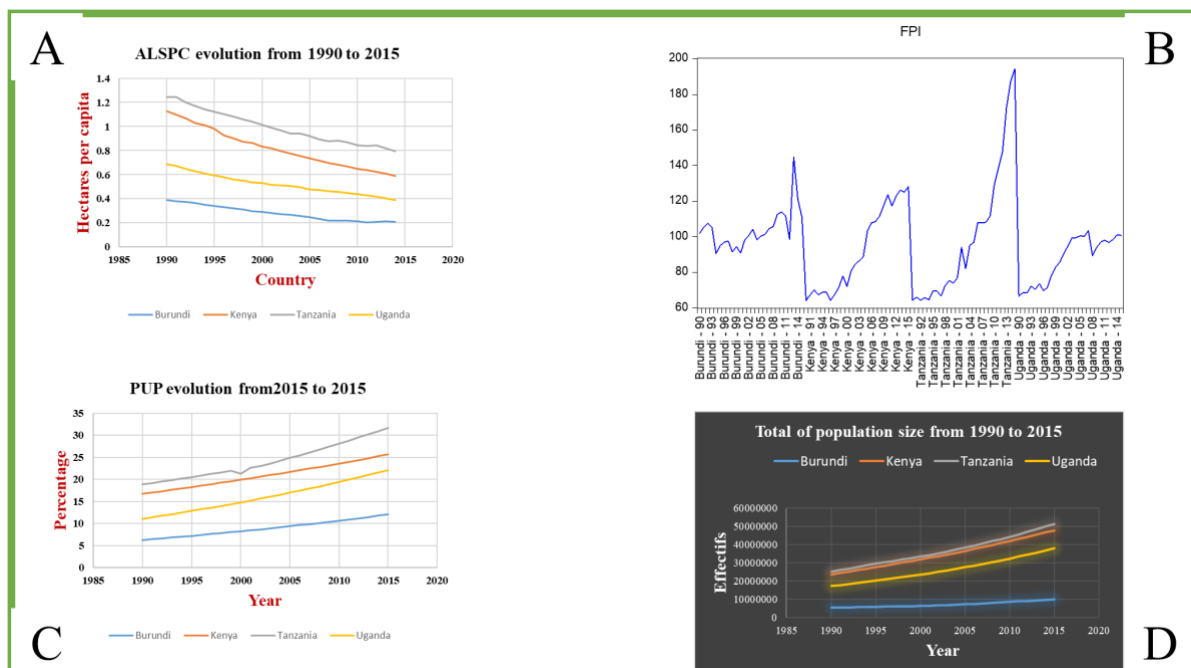 A
ALSPC evolution from 1990 to 2015
Hectares per capita
1.4
1.2
1
0.8
0.6
0.4
0.2
0
1985 1990 1995 2000 2005 2010 2015 2020
Country
Burundi Kenya Tanzania Uganda
B
FPI
200
180
160
140
120
100
80
60
Burundi - 90
Burundi - 93
Burundi - 96
Burundi - 99
Burundi - 02
Burundi - 05
Burundi - 08
Burundi - 11
Burundi - 14
Kenya - 91
Kenya - 94
Kenya - 97
Kenya - 00
Kenya - 03
Kenya - 06
Kenya - 09
Kenya - 12
Kenya - 15
Tanzania - 92
Tanzania - 95
Tanzania - 98
Tanzania - 01
Tanzania - 04
Tanzania - 07
Tanzania - 10
Tanzania - 13
Uganda - 90
Uganda - 93
Uganda - 96
Uganda - 99
Uganda - 02
Uganda - 05
Uganda - 08
Uganda - 11
Uganda - 14
PUP evolution from2015 to 2015
Percentage
35
30
25
20
15
10
5
0
1985 1990 1995 2000 2005 2010 2015 2020
Year
Burundi Kenya Tanzania Uganda
C
Total of population size from 1990 to 2015
Burundi Kenya Tanzania Uganda
Effectifs
60000000
50000000
40000000
30000000
20000000
10000000
0
1985 1990 1995 2000 2005 2010 2015 2020
Year
D